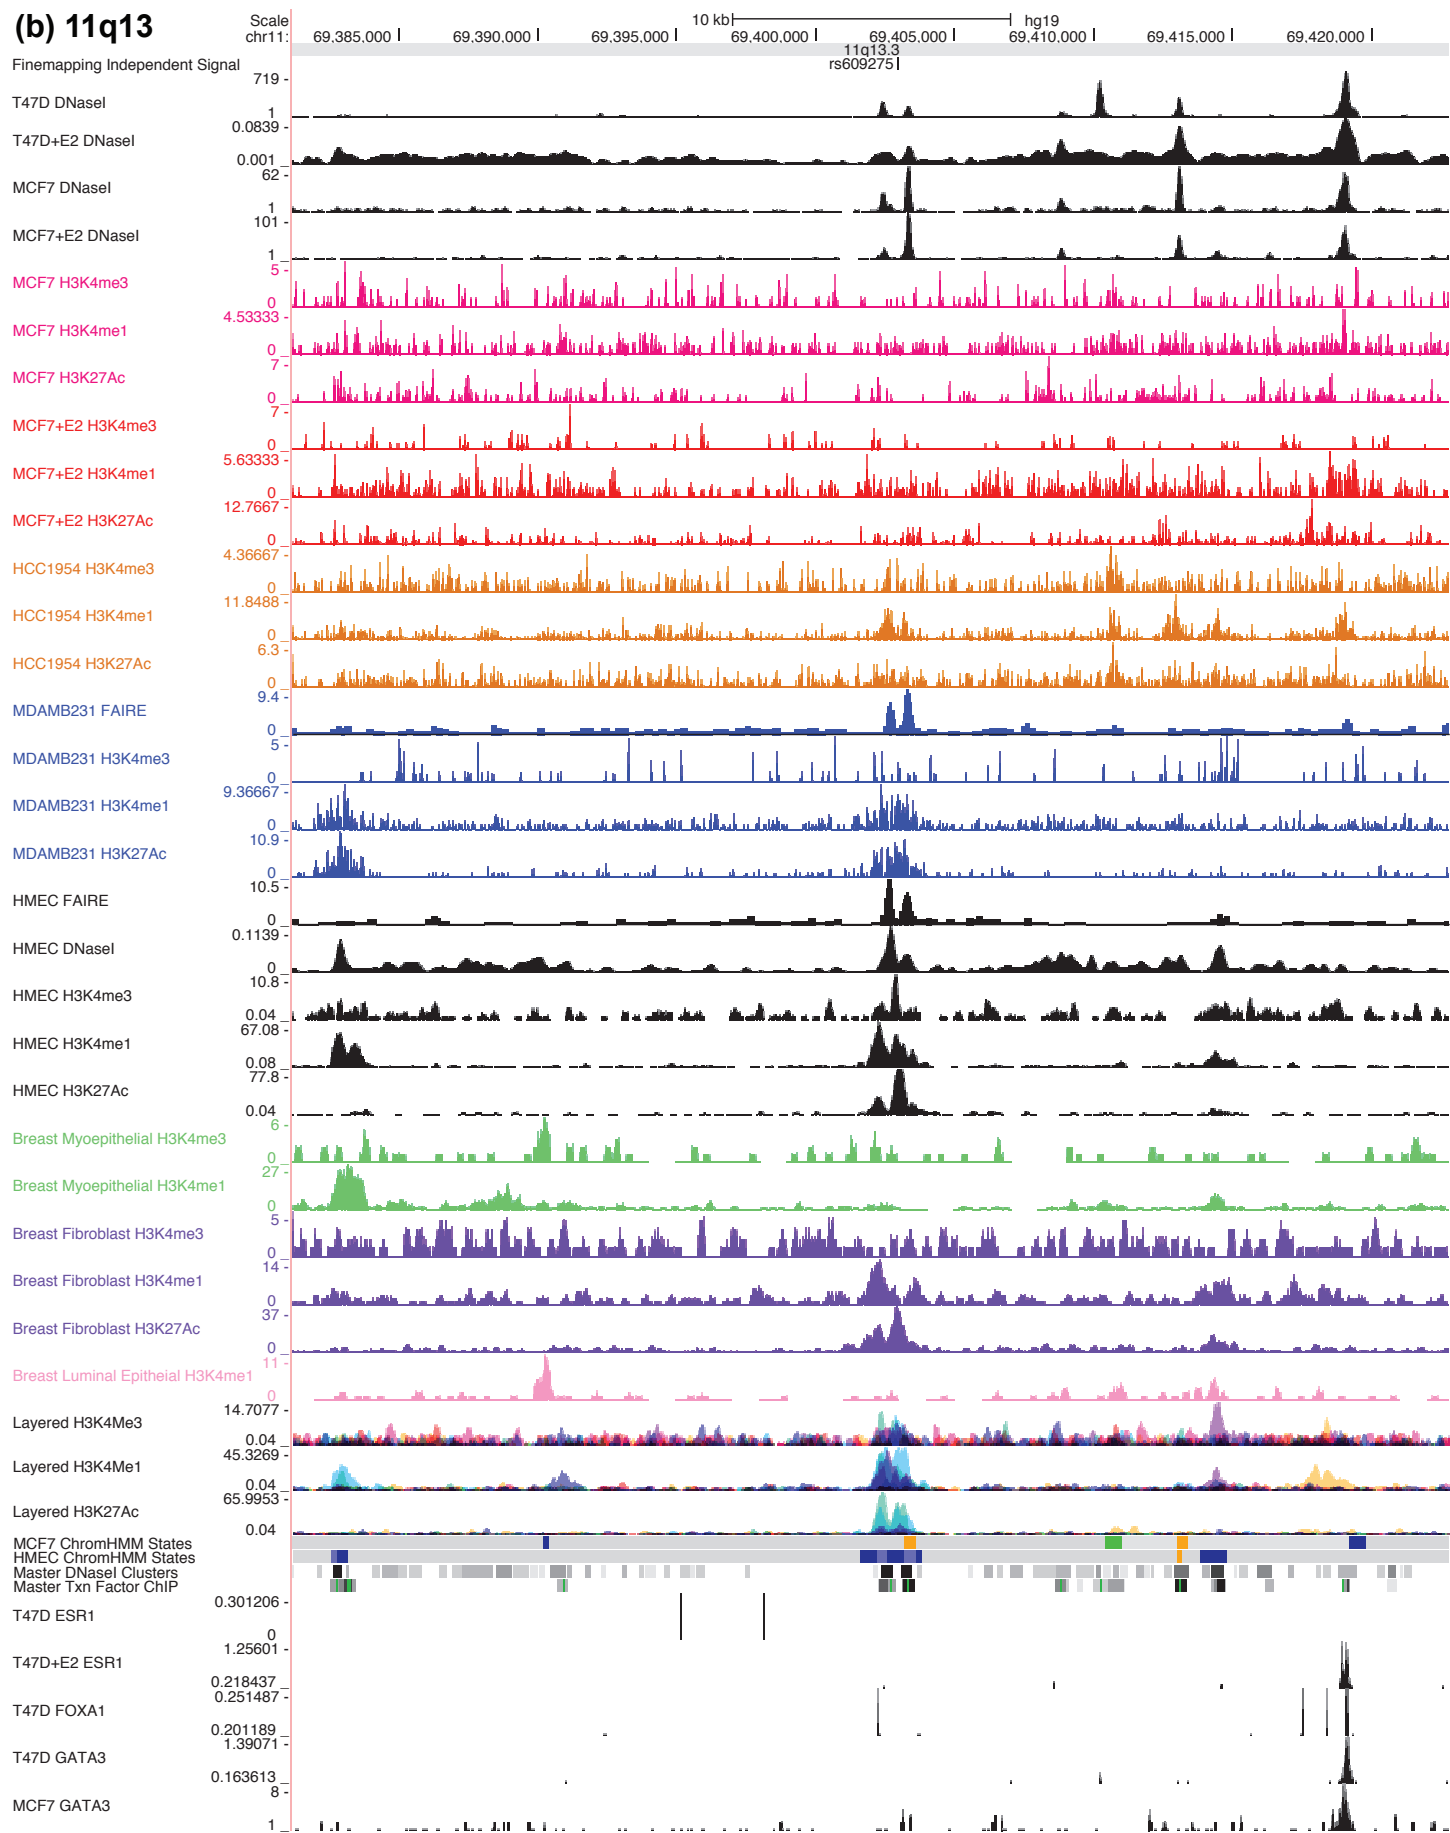 (b) 11q13
Scale 10 kb hg19
chr11: 69,385,000 69,390,000 69,395,000 69,400,000 69,405,000 69,410,000 69,415,000 69,420,000
11q13.3
Finemapping Independent Signal rs609275
719 -
T47D DNaseI
1
0.0839 -
T47D+E2 DNaseI
0.001
62 -
MCF7 DNaseI
1
101 -
MCF7+E2 DNaseI
1
5 -
MCF7 H3K4me3
0
4.53333 -
MCF7 H3K4me1
0
7 -
MCF7 H3K27Ac
0
7 -
MCF7+E2 H3K4me3
0
5.63333 -
MCF7+E2 H3K4me1
0
12.7667 -
MCF7+E2 H3K27Ac
0
4.36667 -
HCC1954 H3K4me3
0
11.8488 -
HCC1954 H3K4me1
0
6.3 -
HCC1954 H3K27Ac
0
9.4 -
MDAMB231 FAIRE
0
5 -
MDAMB231 H3K4me3
0
9.36667 -
MDAMB231 H3K4me1
0
10.9 -
MDAMB231 H3K27Ac
0
10.5 -
HMEC FAIRE
0
0.1139 -
HMEC DNaseI
0
10.8 -
HMEC H3K4me3
0.04
67.08 -
HMEC H3K4me1
0.08
77.8 -
HMEC H3K27Ac
0.04
6 -
Breast Myoepithelial H3K4me3
0
27 -
Breast Myoepithelial H3K4me1
0
5 -
Breast Fibroblast H3K4me3
0
14 -
Breast Fibroblast H3K4me1
0
37 -
Breast Fibroblast H3K27Ac
0
11 -
Breast Luminal Epitheial H3K4me1
0
14.7077 -
Layered H3K4Me3
0.04
45.3269 -
Layered H3K4Me1
0.04
65.9953 -
Layered H3K27Ac
0.04
MCF7 ChromHMM States
HMEC ChromHMM States
Master DNaseI Clusters
Master Txn Factor ChIP
0.301206 -
T47D ESR1
0
1.25601 -
T47D+E2 ESR1
0.218437
0.251487 -
T47D FOXA1
0.201189
1.39071 -
T47D GATA3
0.163613
8 -
MCF7 GATA3
1